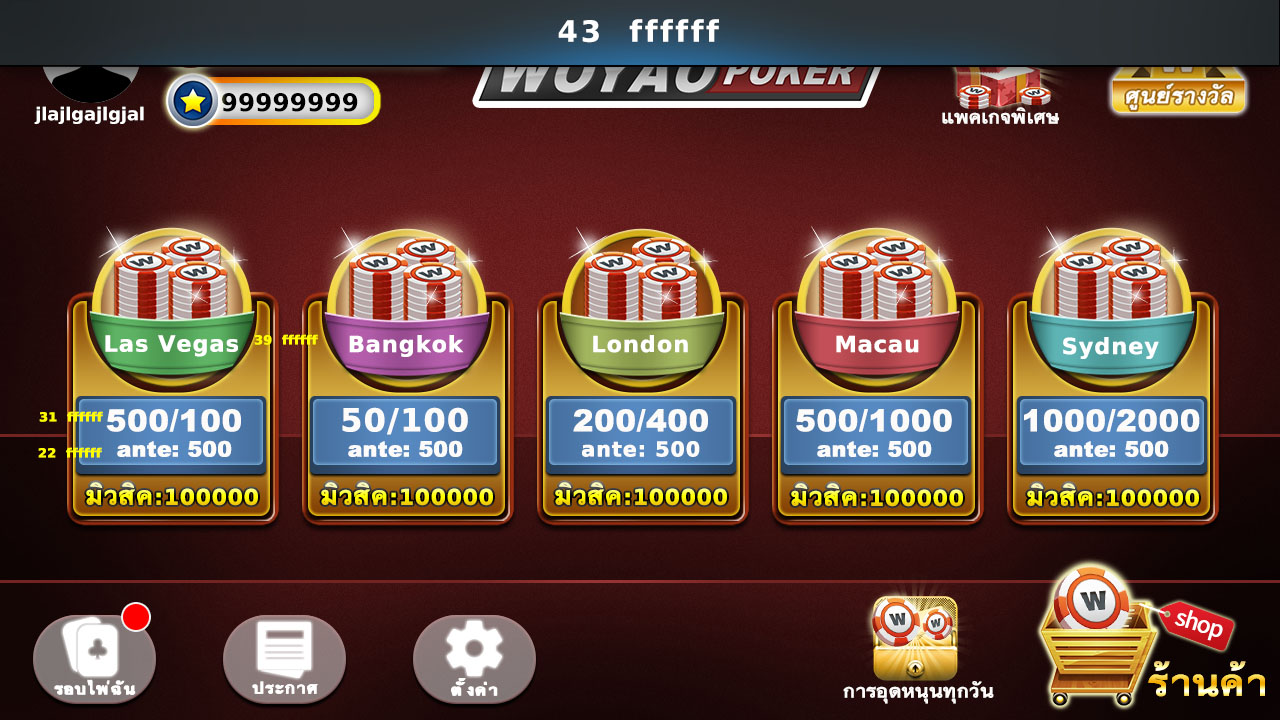 43 ffffff
WOYAO POKER
jlajlgajlgjal
99999999
แพคเกจพิเศษ
ศูนย์รางวัล
Las Vegas
39 ffffff
Bangkok
London
Macau
Sydney
31 ffffff
500/100
50/100
200/400
500/1000
1000/2000
22 ffffff
ante: 500
ante: 500
ante: 500
ante: 500
ante: 500
มิวสิค:100000
มิวสิค:100000
มิวสิค:100000
มิวสิค:100000
มิวสิค:100000
shop
รอบไพ่ฉัน
ประกาศ
ตั้งค่า
การอุดหนุนทุกวัน
ร้านค้า